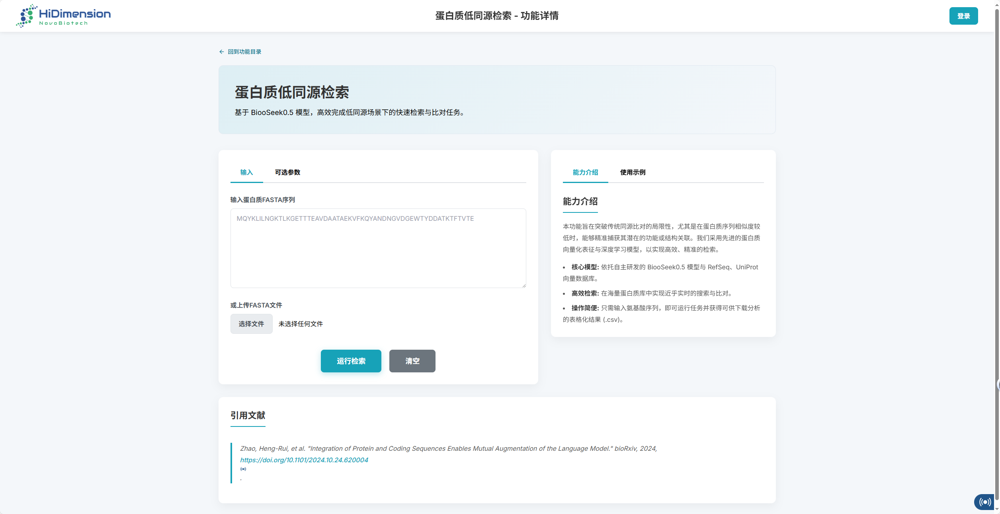 HiDimension
NovoBiotech
蛋白质低同源检索 - 功能详情
登录
← 回到功能目录
蛋白质低同源检索
基于 BiooSeek0.5 模型，高效完成低同源场景下的快速检索与比对任务。
输入
可选参数
输入蛋白质FASTA序列
MQYKLILNGKTLKGETTTEAVDAATAEKVFKQYANDNGVDGEWTYDDATKTFTVTE
或上传FASTA文件
选择文件
未选择任何文件
运行检索
清空
能力介绍
使用示例
能力介绍
本功能旨在突破传统同源比对的局限性，尤其是在蛋白质序列相似度较
低时，能够精准捕获其潜在的功能或结构关联。我们采用先进的蛋白质
向量化表征与深度学习模型，以实现高效、精准的检索。
• 核心模型: 依托自主研发的 BiooSeek0.5 模型与 RefSeq、UniProt
向量数据库。
• 高效检索: 在海量蛋白质库中实现近乎实时的搜索与比对。
• 操作简便: 只需输入氨基酸序列，即可运行任务并获得可供下载分析
的表格化结果 (.csv)。
引用文献
Zhao, Heng-Rui, et al. "Integration of Protein and Coding Sequences Enables Mutual Augmentation of the Language Model." bioRxiv, 2024,
https://doi.org/10.1101/2024.10.24.620004
.